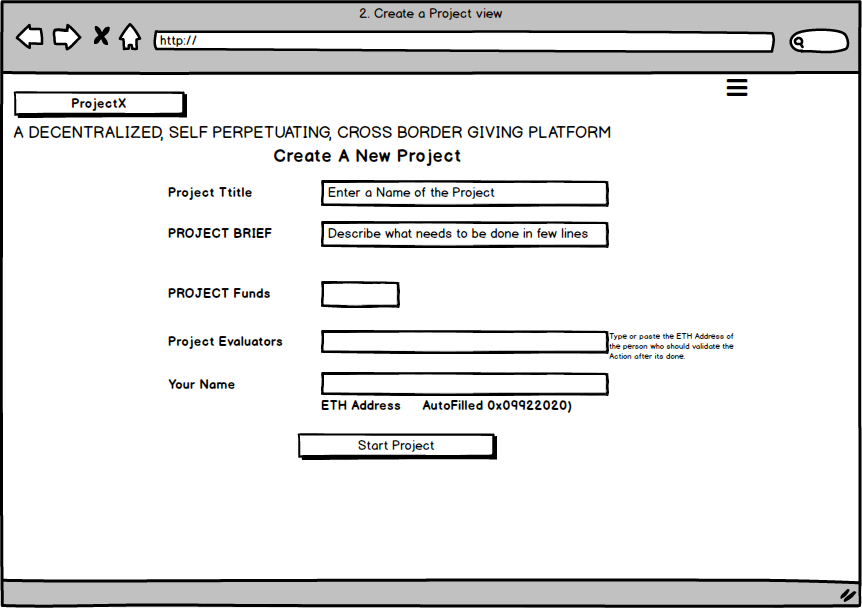 2. Create a Project view
http://
ProjectX
A DECENTRALIZED, SELF PERPETUATING, CROSS BORDER GIVING PLATFORM
Create A New Project
Project Ttitle
Enter a Name of the Project
PROJECT BRIEF
Describe what needs to be done in few lines
PROJECT Funds
Project Evaluators
Type or paste the ETH Address of
the person who should validate the
Action after its done.
Your Name
ETH Address AutoFilled 0x09922020)
Start Project